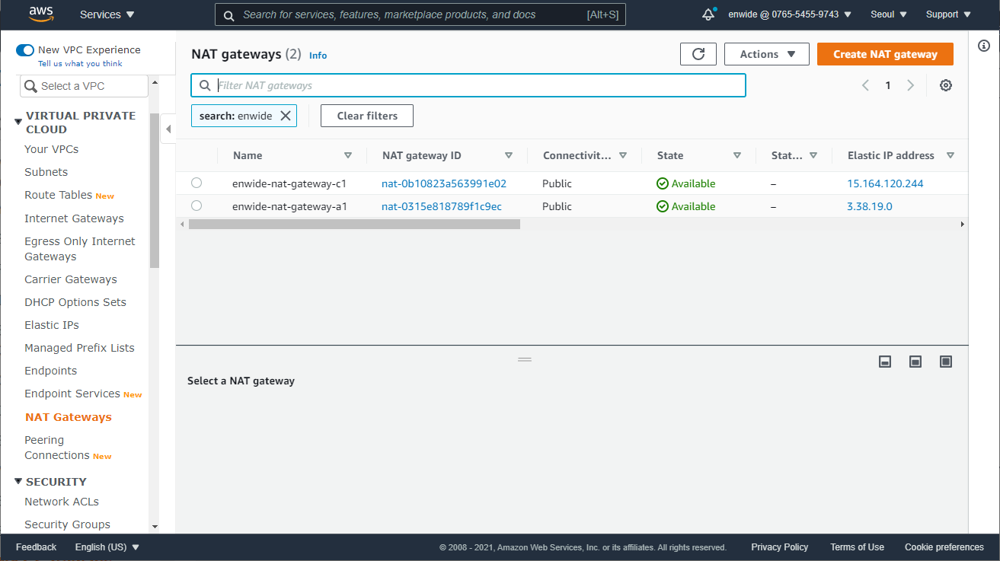 aws
Services
Search for services, features, marketplace products, and docs
[Alt+S]
enwide @ 0765-5455-9743
Seoul
Support
New VPC Experience
Tell us what you think
Select a VPC
VIRTUAL PRIVATE
CLOUD
Your VPCs
Subnets
Route Tables New
Internet Gateways
Egress Only Internet
Gateways
Carrier Gateways
DHCP Options Sets
Elastic IPs
Managed Prefix Lists
Endpoints
Endpoint Services New
NAT Gateways
Peering
Connections New
SECURITY
Network ACLs
Security Groups
NAT gateways (2) Info
Actions
Create NAT gateway
Filter NAT gateways
1
search: enwide
Clear filters
Name NAT gateway ID Connectivit... State Stat... Elastic IP address
enwide-nat-gateway-c1 nat-0b10823a563991e02 Public Available – 15.164.120.244
enwide-nat-gateway-a1 nat-0315e818789f1c9ec Public Available – 3.38.19.0
Select a NAT gateway
Feedback
English (US)
© 2008 - 2021, Amazon Web Services, Inc. or its affiliates. All rights reserved.
Privacy Policy
Terms of Use
Cookie preferences